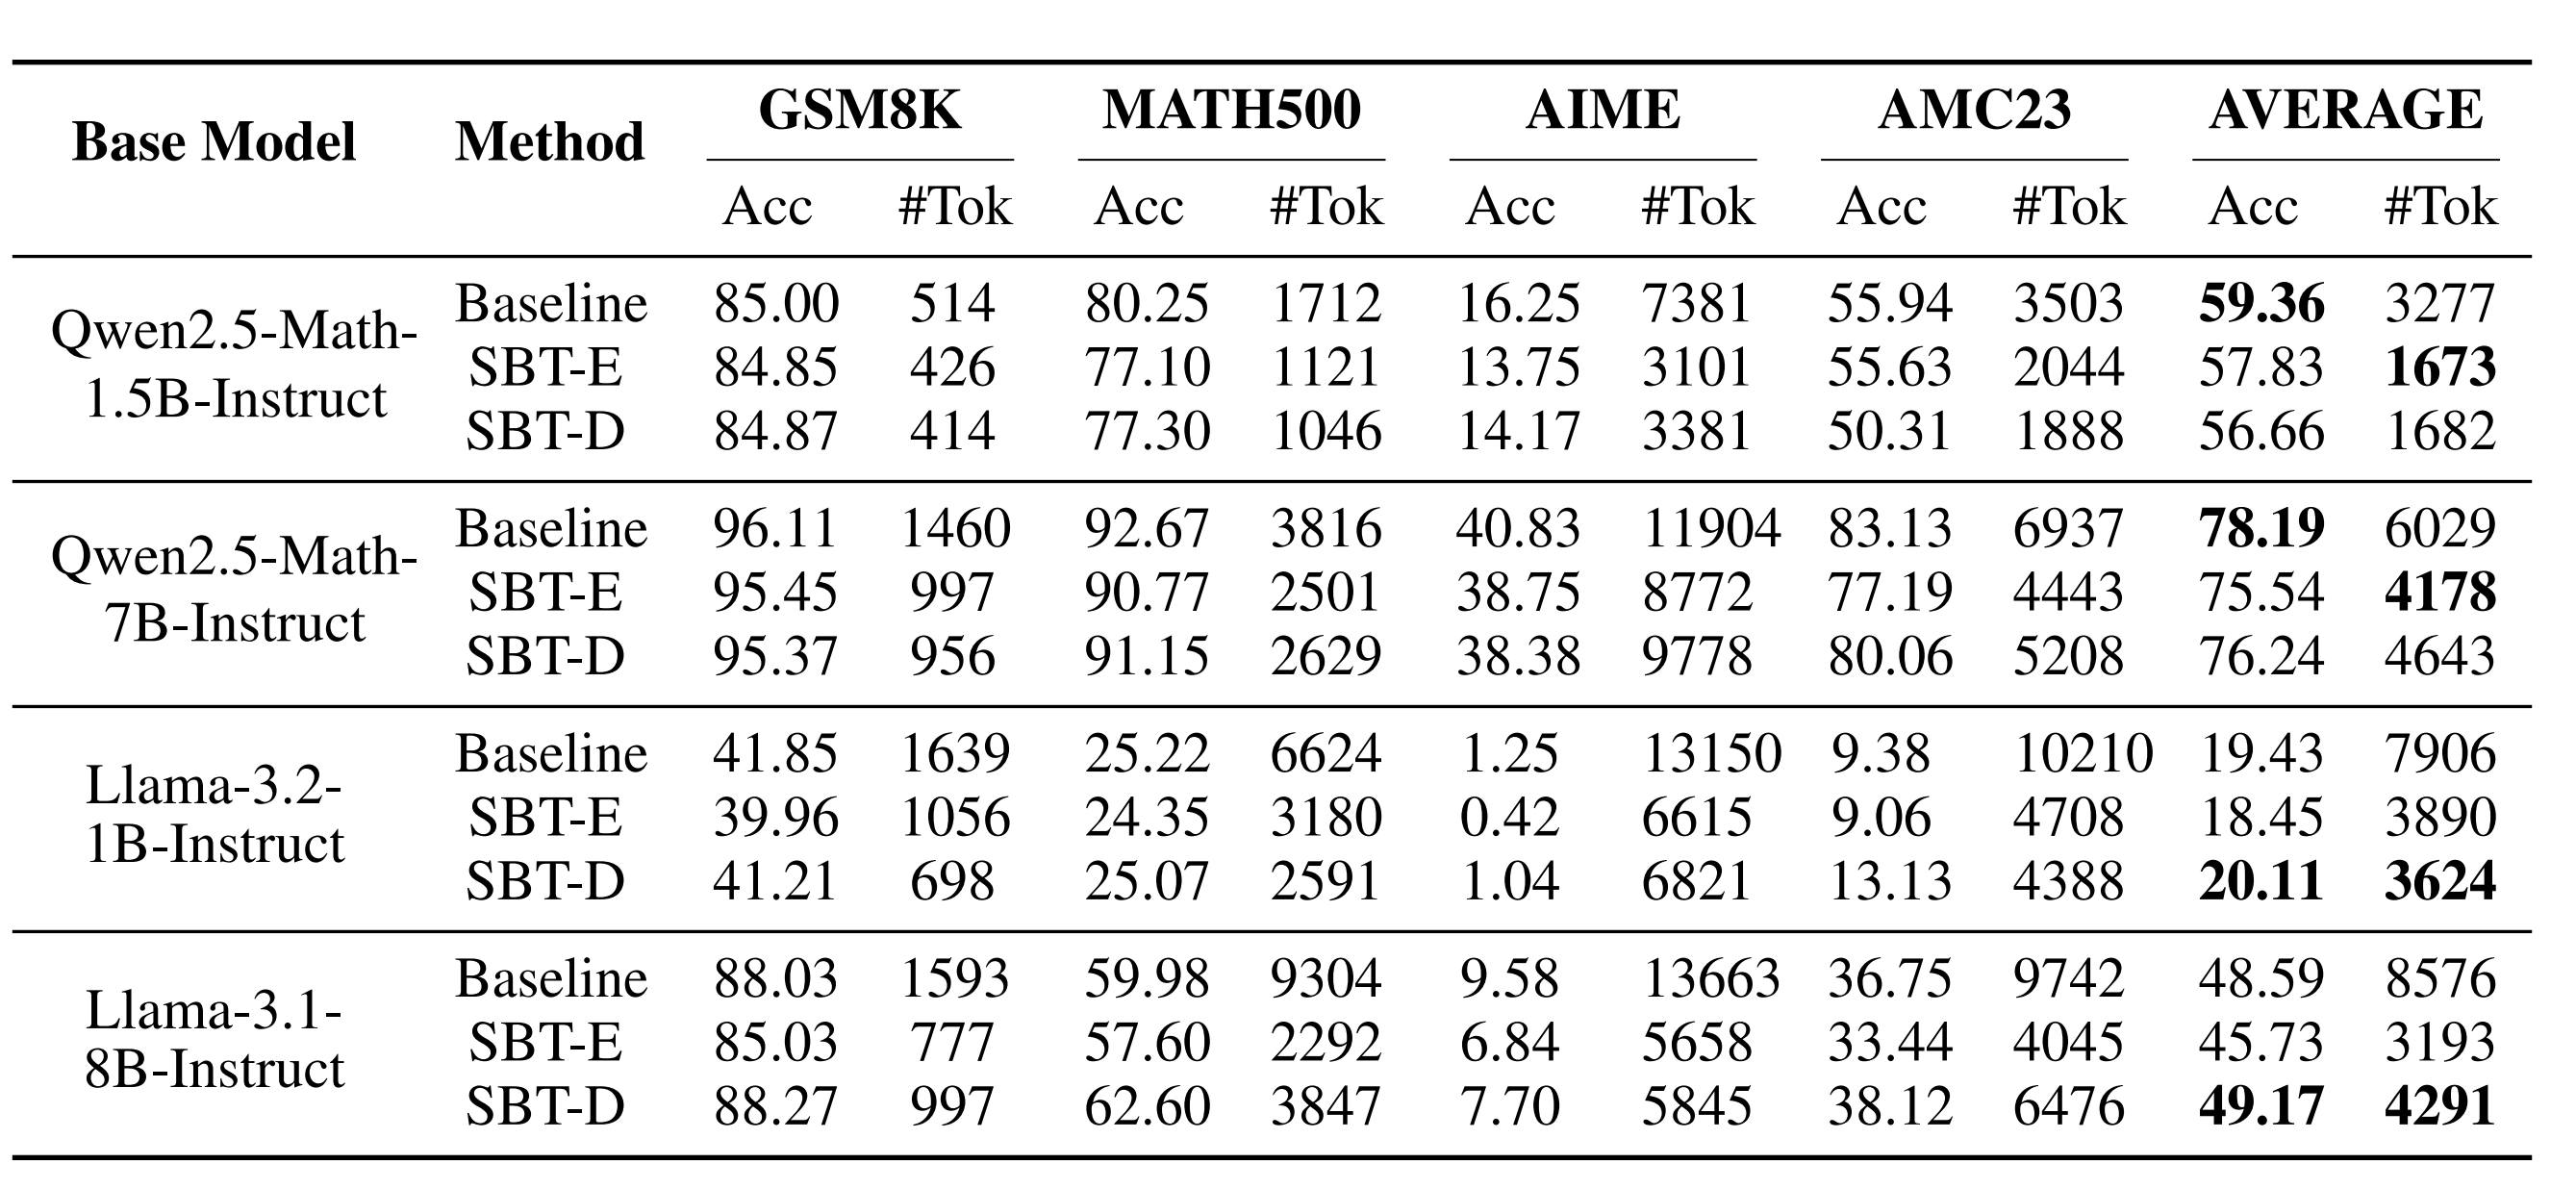 Base Model Method GSM8K MATH500 AIME AMC23 AVERAGE
Acc #Tok Acc #Tok Acc #Tok Acc #Tok Acc #Tok
Qwen2.5-Math-
1.5B-Instruct
Baseline 85.00 514 80.25 1712 16.25 7381 55.94 3503 59.36 3277
SBT-E 84.85 426 77.10 1121 13.75 3101 55.63 2044 57.83 1673
SBT-D 84.87 414 77.30 1046 14.17 3381 50.31 1888 56.66 1682
Qwen2.5-Math-
7B-Instruct
Baseline 96.11 1460 92.67 3816 40.83 11904 83.13 6937 78.19 6029
SBT-E 95.45 997 90.77 2501 38.75 8772 77.19 4443 75.54 4178
SBT-D 95.37 956 91.15 2629 38.38 9778 80.06 5208 76.24 4643
Llama-3.2-
1B-Instruct
Baseline 41.85 1639 25.22 6624 1.25 13150 9.38 10210 19.43 7906
SBT-E 39.96 1056 24.35 3180 0.42 6615 9.06 4708 18.45 3890
SBT-D 41.21 698 25.07 2591 1.04 6821 13.13 4388 20.11 3624
Llama-3.1-
8B-Instruct
Baseline 88.03 1593 59.98 9304 9.58 13663 36.75 9742 48.59 8576
SBT-E 85.03 777 57.60 2292 6.84 5658 33.44 4045 45.73 3193
SBT-D 88.27 997 62.60 3847 7.70 5845 38.12 6476 49.17 4291